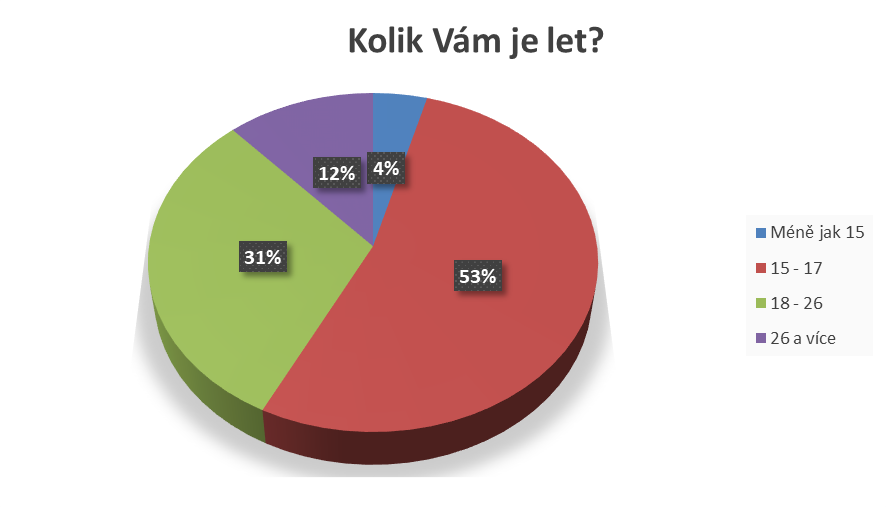 Kolik Vám je let?
12%
4%
31%
53%
Méně jak 15
15 - 17
18 - 26
26 a více